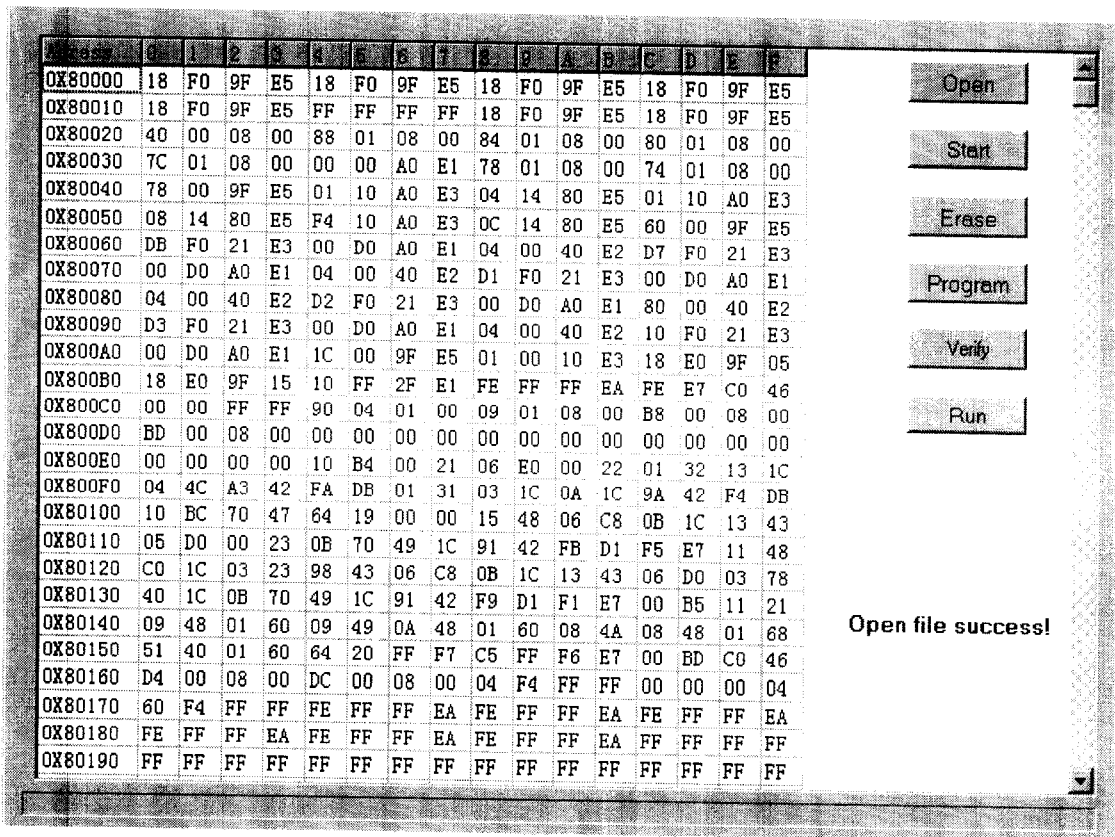 Adress 0 1 2 3 4 5 6 7 8 9 A B C D E F
0X80000 18 F0 9F E5 18 F0 9F E5 18 F0 9F E5 18 F0 9F E5
0X80010 18 F0 9F E5 FF FF FF FF 18 F0 9F E5 18 F0 9F E5
0X80020 40 00 08 00 88 01 08 00 84 01 08 00 80 01 08 00
0X80030 7C 01 08 00 00 00 A0 E1 78 01 08 00 74 01 08 00
0X80040 78 00 9F E5 01 10 A0 E3 04 14 80 E5 01 10 A0 E3
0X80050 08 14 80 E5 F4 10 A0 E3 0C 14 80 E5 60 00 9F E5
0X80060 DB F0 21 E3 00 D0 A0 E1 04 00 40 E2 D7 F0 21 E3
0X80070 00 D0 A0 E1 04 00 40 E2 D1 F0 21 E3 00 D0 A0 E1
0X80080 04 00 40 E2 D2 F0 21 E3 00 D0 A0 E1 80 00 40 E2
0X80090 D3 F0 21 E3 00 D0 A0 E1 04 00 40 E2 10 F0 21 E3
0X800A0 00 D0 A0 E1 1C 00 9F E5 01 00 10 E3 18 E0 9F 05
0X800B0 18 E0 9F 15 10 FF 2F E1 FE FF FF EA FE E7 C0 46
0X800C0 00 00 FF FF 90 04 01 00 09 01 08 00 B8 00 08 00
0X800D0 BD 00 08 00 00 00 00 00 00 00 00 00 00 00 00 00
0X800E0 00 00 00 00 10 B4 00 21 06 E0 00 22 01 32 13 1C
0X800F0 04 4C A3 42 FA DB 01 31 03 1C 0A 1C 9A 42 F4 DB
0X80100 10 BC 70 47 64 19 00 00 15 48 06 C8 0B 1C 13 43
0X80110 05 D0 00 23 0B 70 49 1C 91 42 FB D1 F5 E7 11 48
0X80120 C0 1C 03 23 98 43 06 C8 0B 1C 13 43 06 D0 03 78
0X80130 40 1C 0B 70 49 1C 91 42 F9 D1 F1 E7 00 B5 11 21
0X80140 09 48 01 60 09 49 0A 48 01 60 08 4A 08 48 01 68
0X80150 51 40 01 60 64 20 FF F7 C5 FF F6 E7 00 BD C0 46
0X80160 D4 00 08 00 DC 00 08 00 04 F4 FF FF 00 00 00 04
0X80170 60 F4 FF FF FE FF FF EA FE FF FF EA FE FF FF EA
0X80180 FE FF FF EA FE FF FF EA FE FF FF EA FF FF FF FF
0X80190 FF FF FF FF FF FF FF FF FF FF FF FF FF FF FF FF
Open
Start
Erase
Program
Verify
Run
Open file success!